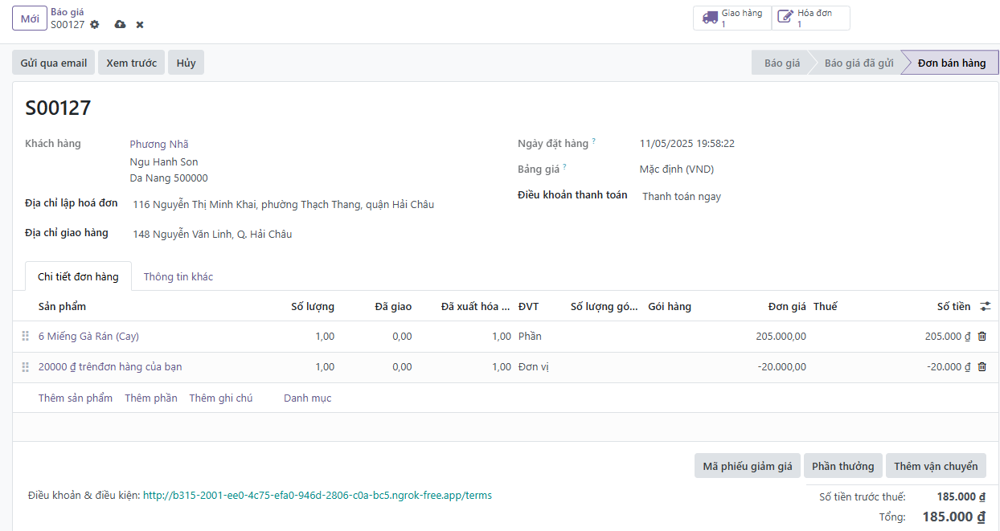 Mới
Báo giá
S00127
Giao hàng
1
Hóa đơn
1
Gửi qua email
Xem trước
Hủy
Báo giá
Báo giá đã gửi
Đơn bán hàng
S00127
Khách hàng
Phương Nhã
Ngu Hanh Son
Da Nang 500000
Địa chỉ lập hoá đơn
116 Nguyễn Thị Minh Khai, phường Thạch Thang, quận Hải Châu
Địa chỉ giao hàng
148 Nguyễn Văn Linh, Q. Hải Châu
Ngày đặt hàng ?
11/05/2025 19:58:22
Bảng giá ?
Mặc định (VND)
Điều khoản thanh toán
Thanh toán ngay
Chi tiết đơn hàng
Thông tin khác
Sản phẩm Số lượng Đã giao Đã xuất hóa ... ĐVT Số lượng gó... Gói hàng Đơn giá Thuế Số tiền
6 Miếng Gà Rán (Cay) 1,00 0,00 1,00 Phần 205.000,00 205.000 ₫
20000 ₫ trênđơn hàng của bạn 1,00 0,00 1,00 Đơn vị -20.000,00 -20.000 ₫
Thêm sản phẩm Thêm phần Thêm ghi chú Danh mục
Mã phiếu giảm giá
Phần thưởng
Thêm vận chuyển
Điều khoản & điều kiện: http://b315-2001-ee0-4c75-efa0-946d-2806-c0a-bc5.ngrok-free.app/terms
Số tiền trước thuế: 185.000 ₫
Tổng: 185.000 ₫